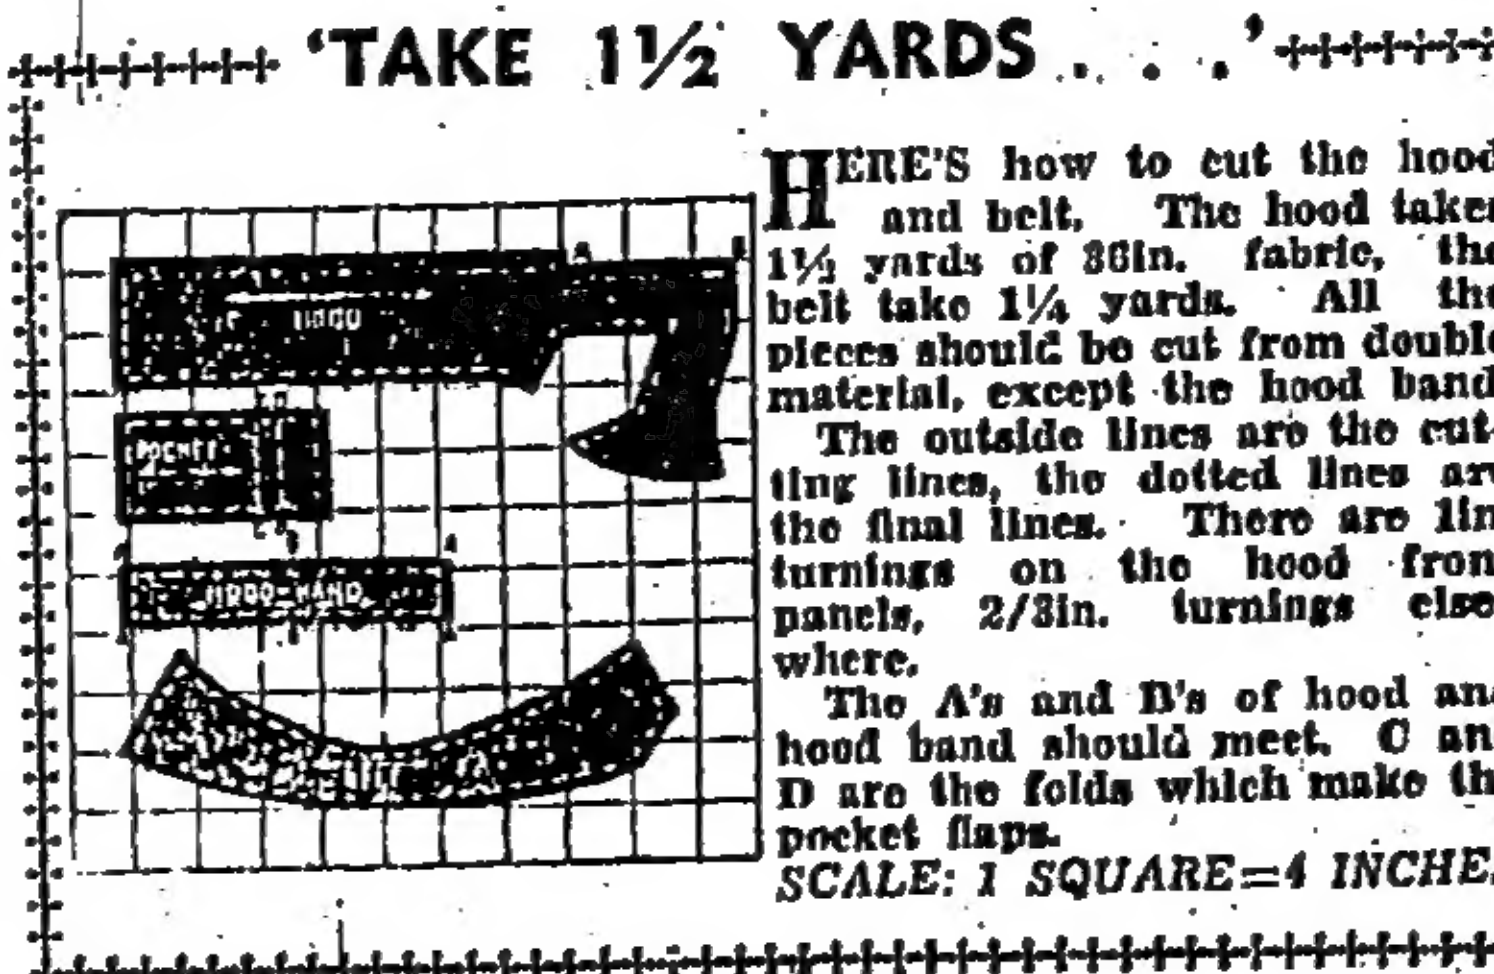 'TAKE 1½ YARDS . . . '
HERE'S how to cut the hood
and belt. The hood takes
1½ yards of 36in. fabric, the
belt take 1¼ yards. All the
pieces should be cut from double
material, except the hood band
The outside lines are the cut-
ting lines, the dotted lines are
the final lines. There are 1in
turnings on the hood front
panels, 2/3in. turnings else
where.
The A's and B's of hood and
hood band should meet. C and
D are the folds which make the
pocket flaps.
SCALE: 1 SQUARE=4 INCHES
HOOD
POCKET
HOOD-BAND